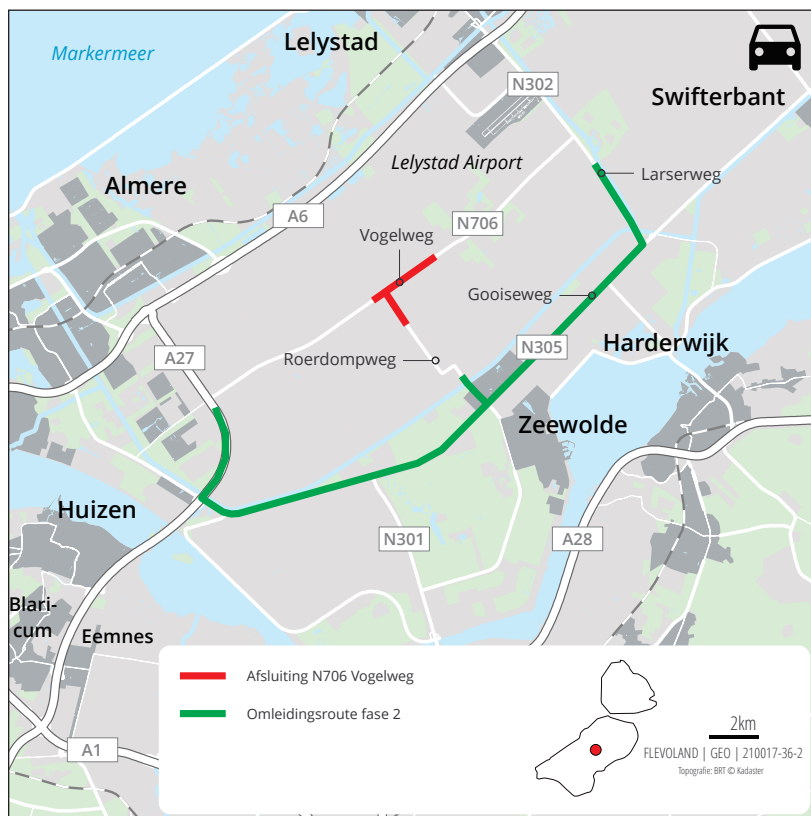 Markermeer
Lelystad
N302
Swifterbant
Lelystad Airport
Larserweg
Almere
A6
N706
Vogelweg
Gooiseweg
A27
Roerdompweg
N305
Harderwijk
Zeewolde
Huizen
N301
A28
Blari-
cum
Eemnes
A1
Afsluiting N706 Vogelweg
Omleidingsroute fase 2
2km
FLEVOLAND | GEO | 210017-36-2
Topografie: BRT © Kadaster